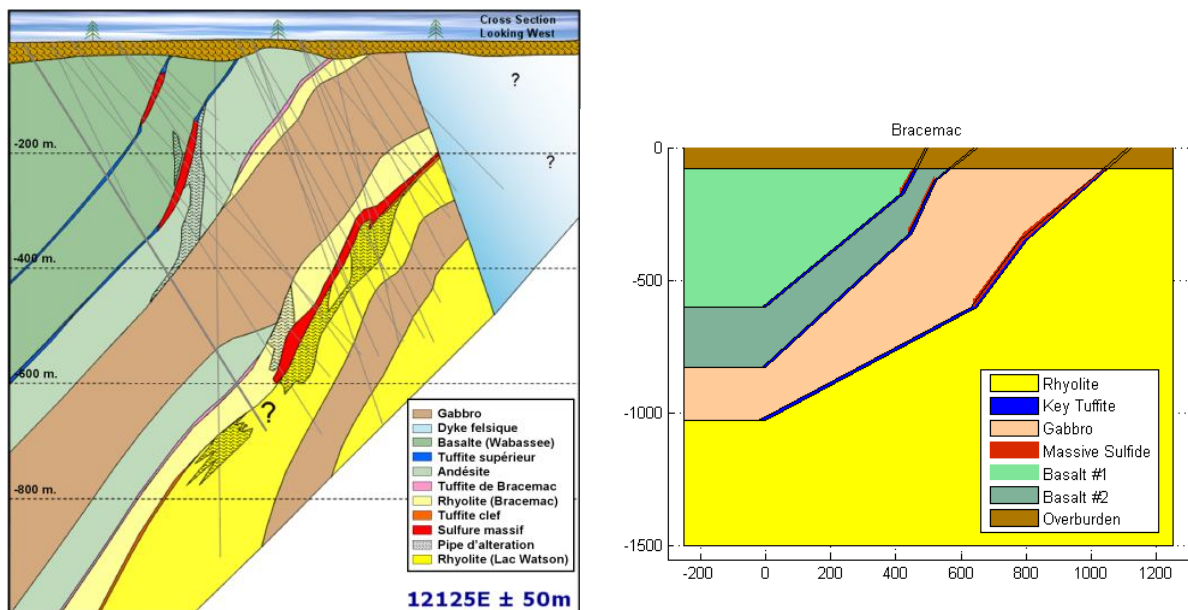 Cross Section
Looking West
?
?
-200 m.
-400 m.
-600 m.
-800 m.
?
Gabbro
Dyke felsique
Basalte (Wabassee)
Tuffite supérieur
Andésite
Tuffite de Bracemac
Rhyolite (Bracemac)
Tuffite clef
Sulfure massif
Pipe d'alteration
Rhyolite (Lac Watson)
12125E ± 50m
Bracemac
0
-500
-1000
-1500
Rhyolite
Key Tuffite
Gabbro
Massive Sulfide
Basalt #1
Basalt #2
Overburden
-200 0 200 400 600 800 1000 1200